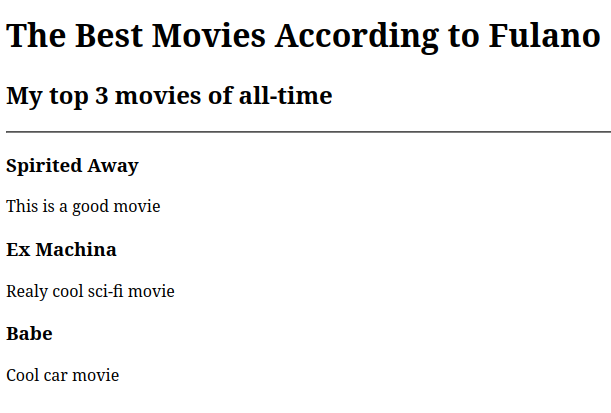 The Best Movies According to Fulano
My top 3 movies of all-time
Spirited Away
This is a good movie
Ex Machina
Realy cool sci-fi movie
Babe
Cool car movie